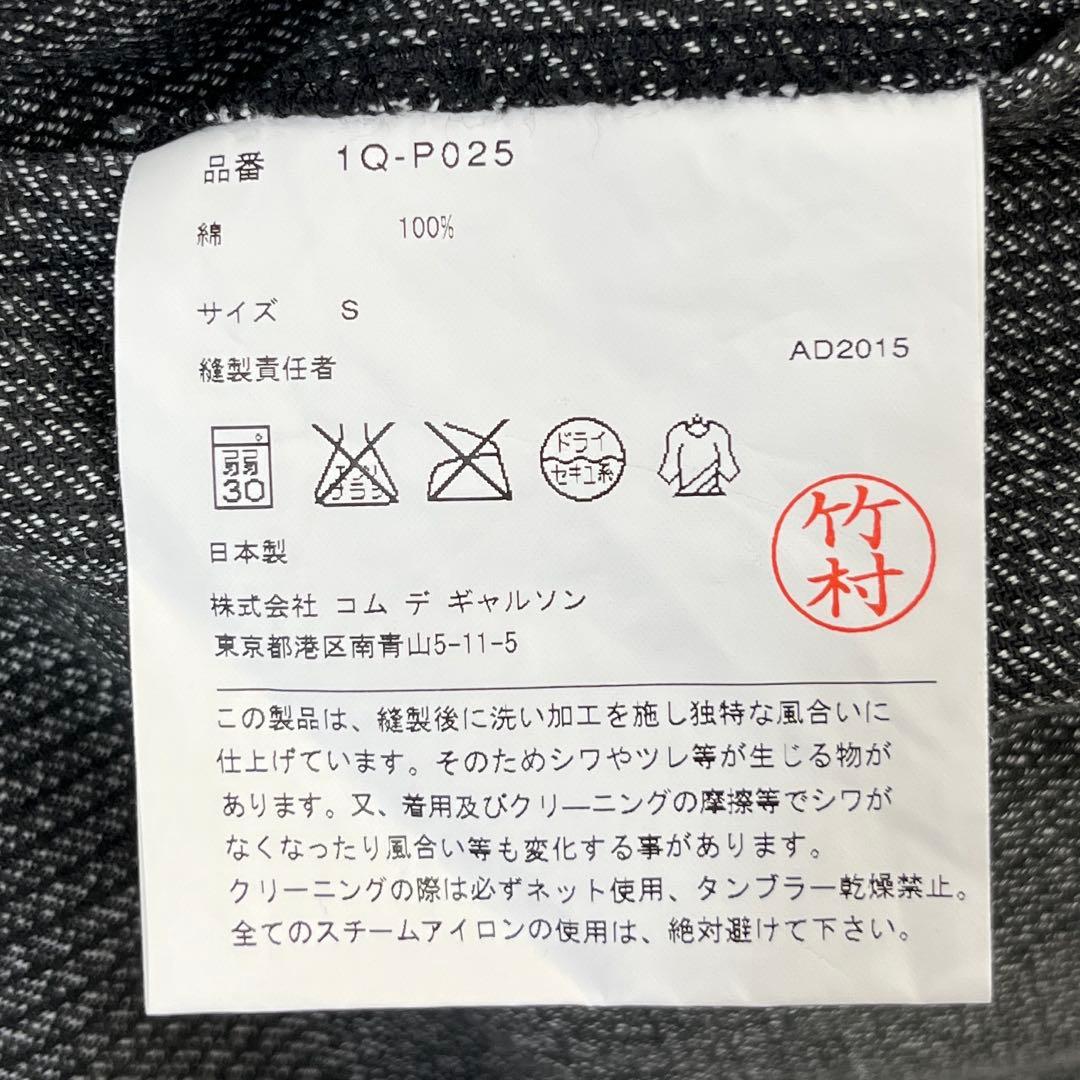 品番 1Q-P025
綿 100%
サイズ S
AD2015
縫製責任者
弱
30
エンソ
フラシ
ドライ
セキユ系
竹
村
日本製
株式会社 コム デ ギャルソン
東京都港区南青山5-11-5
この製品は、縫製後に洗い加工を施し独特な風合いに
仕上げています。そのためシワやツレ等が生じる物が
あります。又、着用及びクリーニングの摩擦等でシワが
なくなったり風合い等も変化する事があります。
クリーニングの際は必ずネット使用、タンブラー乾燥禁止。
全てのスチームアイロンの使用は、絶対避けて下さい。